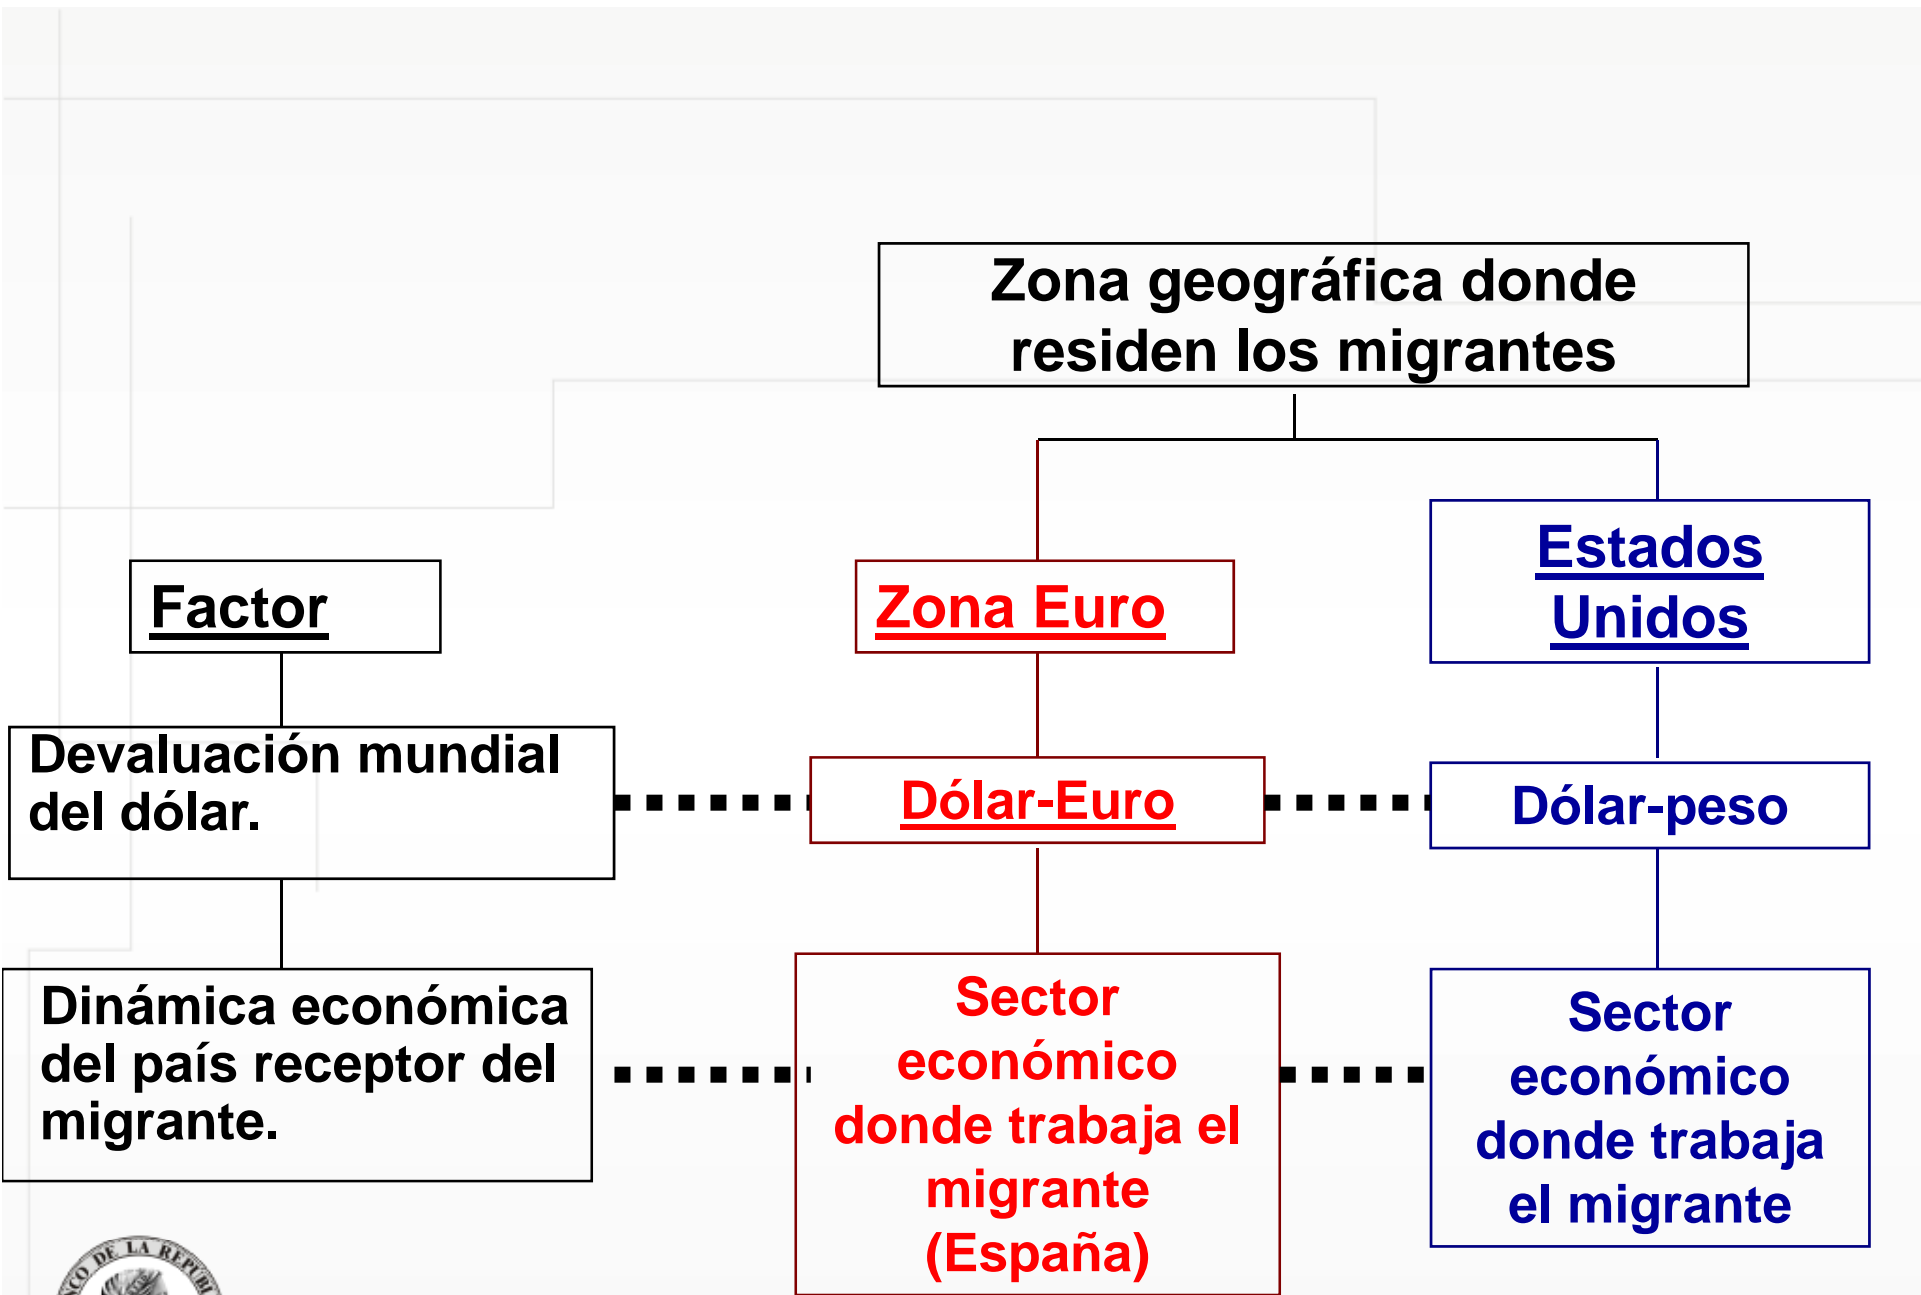 Zona geográfica donde
residen los migrantes
Factor
Zona Euro
Estados
Unidos
Devaluación mundial
del dólar.
Dólar-Euro
Dólar-peso
Dinámica económica
del país receptor del
migrante.
Sector
económico
donde trabaja el
migrante
(España)
Sector
económico
donde trabaja
el migrante
DE LA